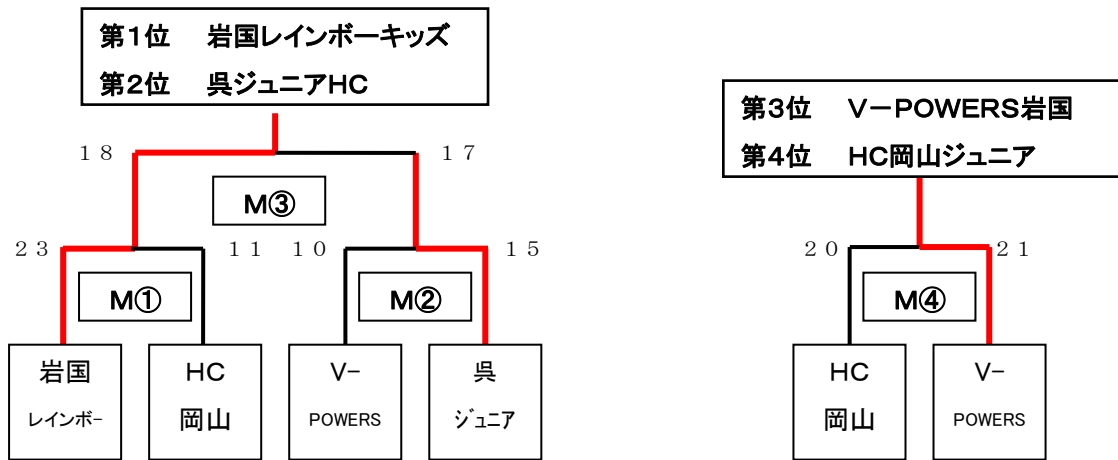 第１位 岩国レインボーキッズ
第２位 呉ジュニアＨＣ
１８ １７
Ｍ③
２３ １１ １０ １５
Ｍ① Ｍ②
岩国
レインボー
ＨＣ
岡山
Ｖ−
POWERS
呉
ジュニア
第３位 Ｖ−ＰＯＷＥＲＳ岩国
第４位 ＨＣ岡山ジュニア
２０ ２１
Ｍ④
ＨＣ
岡山
Ｖ−
POWERS